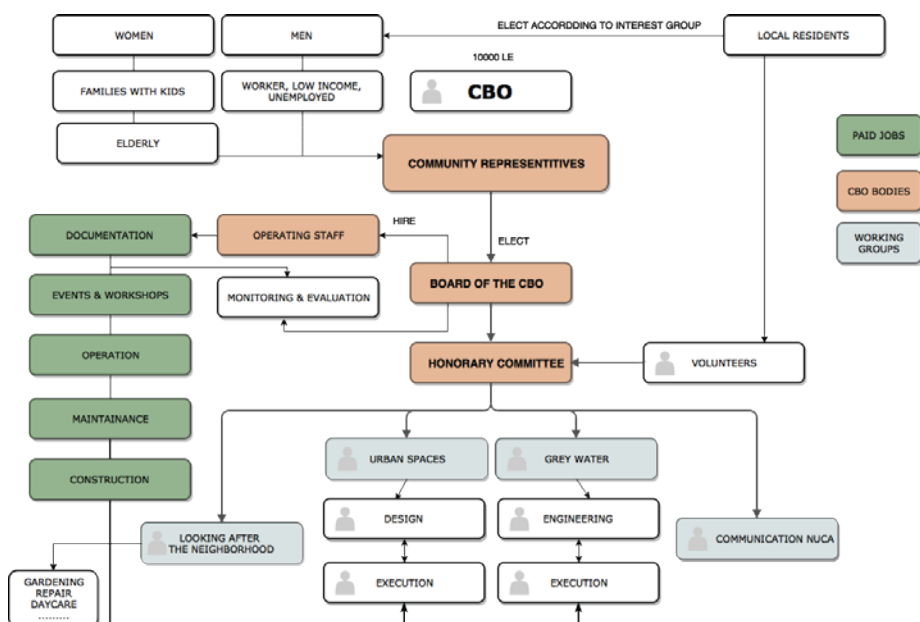 WOMEN
MEN
ELECT ACCORDDING TO INTEREST GROUP
LOCAL RESIDENTS
10000 LE
FAMILIES WITH KIDS
WORKER, LOW INCOME,
UNEMPLOYED
CBO
ELDERLY
COMMUNITY REPRESENTITIVES
PAID JOBS
CBO BODIES
WORKING
GROUPS
DOCUMENTATION
OPERATING STAFF
HIRE
ELECT
EVENTS & WORKSHOPS
MONITORING & EVALUATION
BOARD OF THE CBO
OPERATION
HONORARY COMMITTEE
VOLUNTEERS
MAINTAINANCE
CONSTRUCTION
URBAN SPACES
GREY WATER
DESIGN
ENGINEERING
LOOKING AFTER
THE NEIGHBORHOOD
COMMUNICATION NUCA
EXECUTION
EXECUTION
GARDENING
REPAIR
DAYCARE
.........